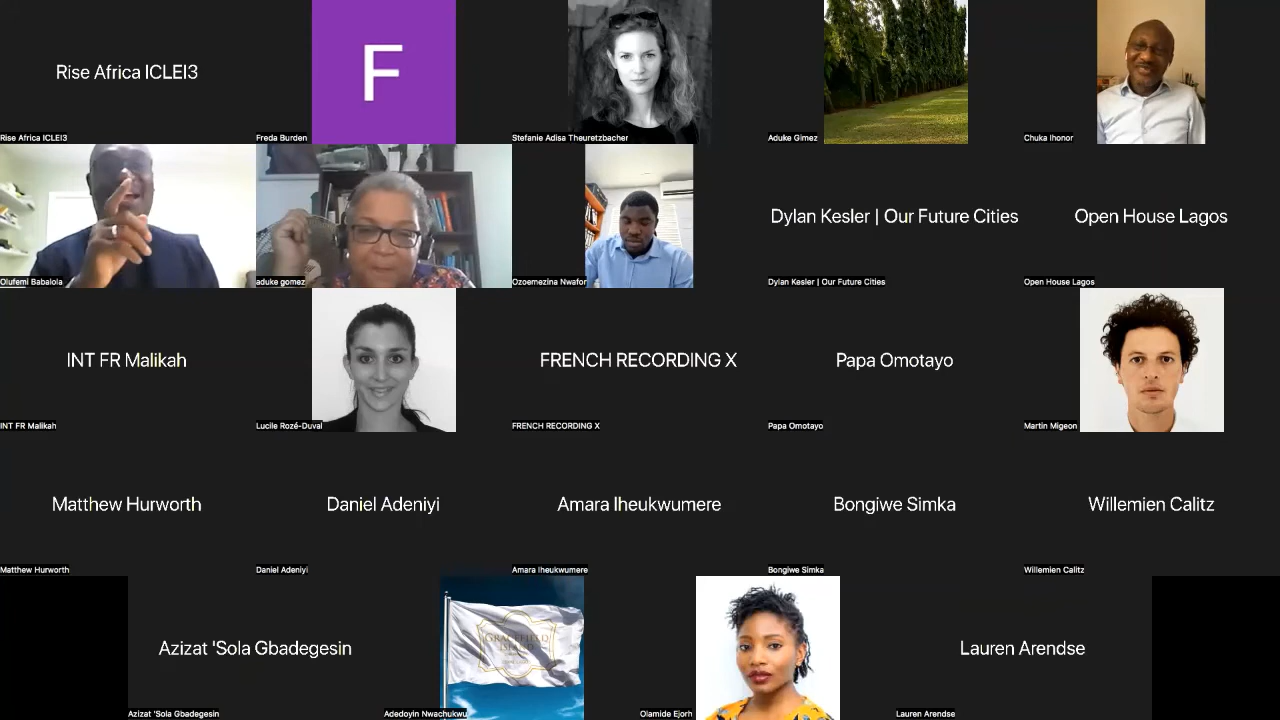 Rise Africa ICLEI3
F
Rise Africa ICLEI3
Freda Burden
Stefanie Adisa Theuretzbacher
Aduke Gimez
Chuka Ihonor
Dylan Kesler | Our Future Cities
Open House Lagos
Olufemi Babalola
aduke gomez
Ozoemezina Nwafor
Dylan Kesler | Our Future Cities
Open House Lagos
INT FR Malikah
FRENCH RECORDING X
Papa Omotayo
INT FR Malikah
Lucile Rozé-Duval
FRENCH RECORDING X
Papa Omotayo
Martin Migeon
Matthew Hurworth
Daniel Adeniyi
Amara Iheukwumere
Bongiwe Simka
Willemien Calitz
Matthew Hurworth
Daniel Adeniyi
Amara Iheukwumere
Bongiwe Simka
Willemien Calitz
GRACEFIELD
Azizat 'Sola Gbadegesin
Lauren Arendse
Azizat 'Sola Gbadegesin
Adedoyin Nwachukwu
Olamide Ejorh
Lauren Arendse